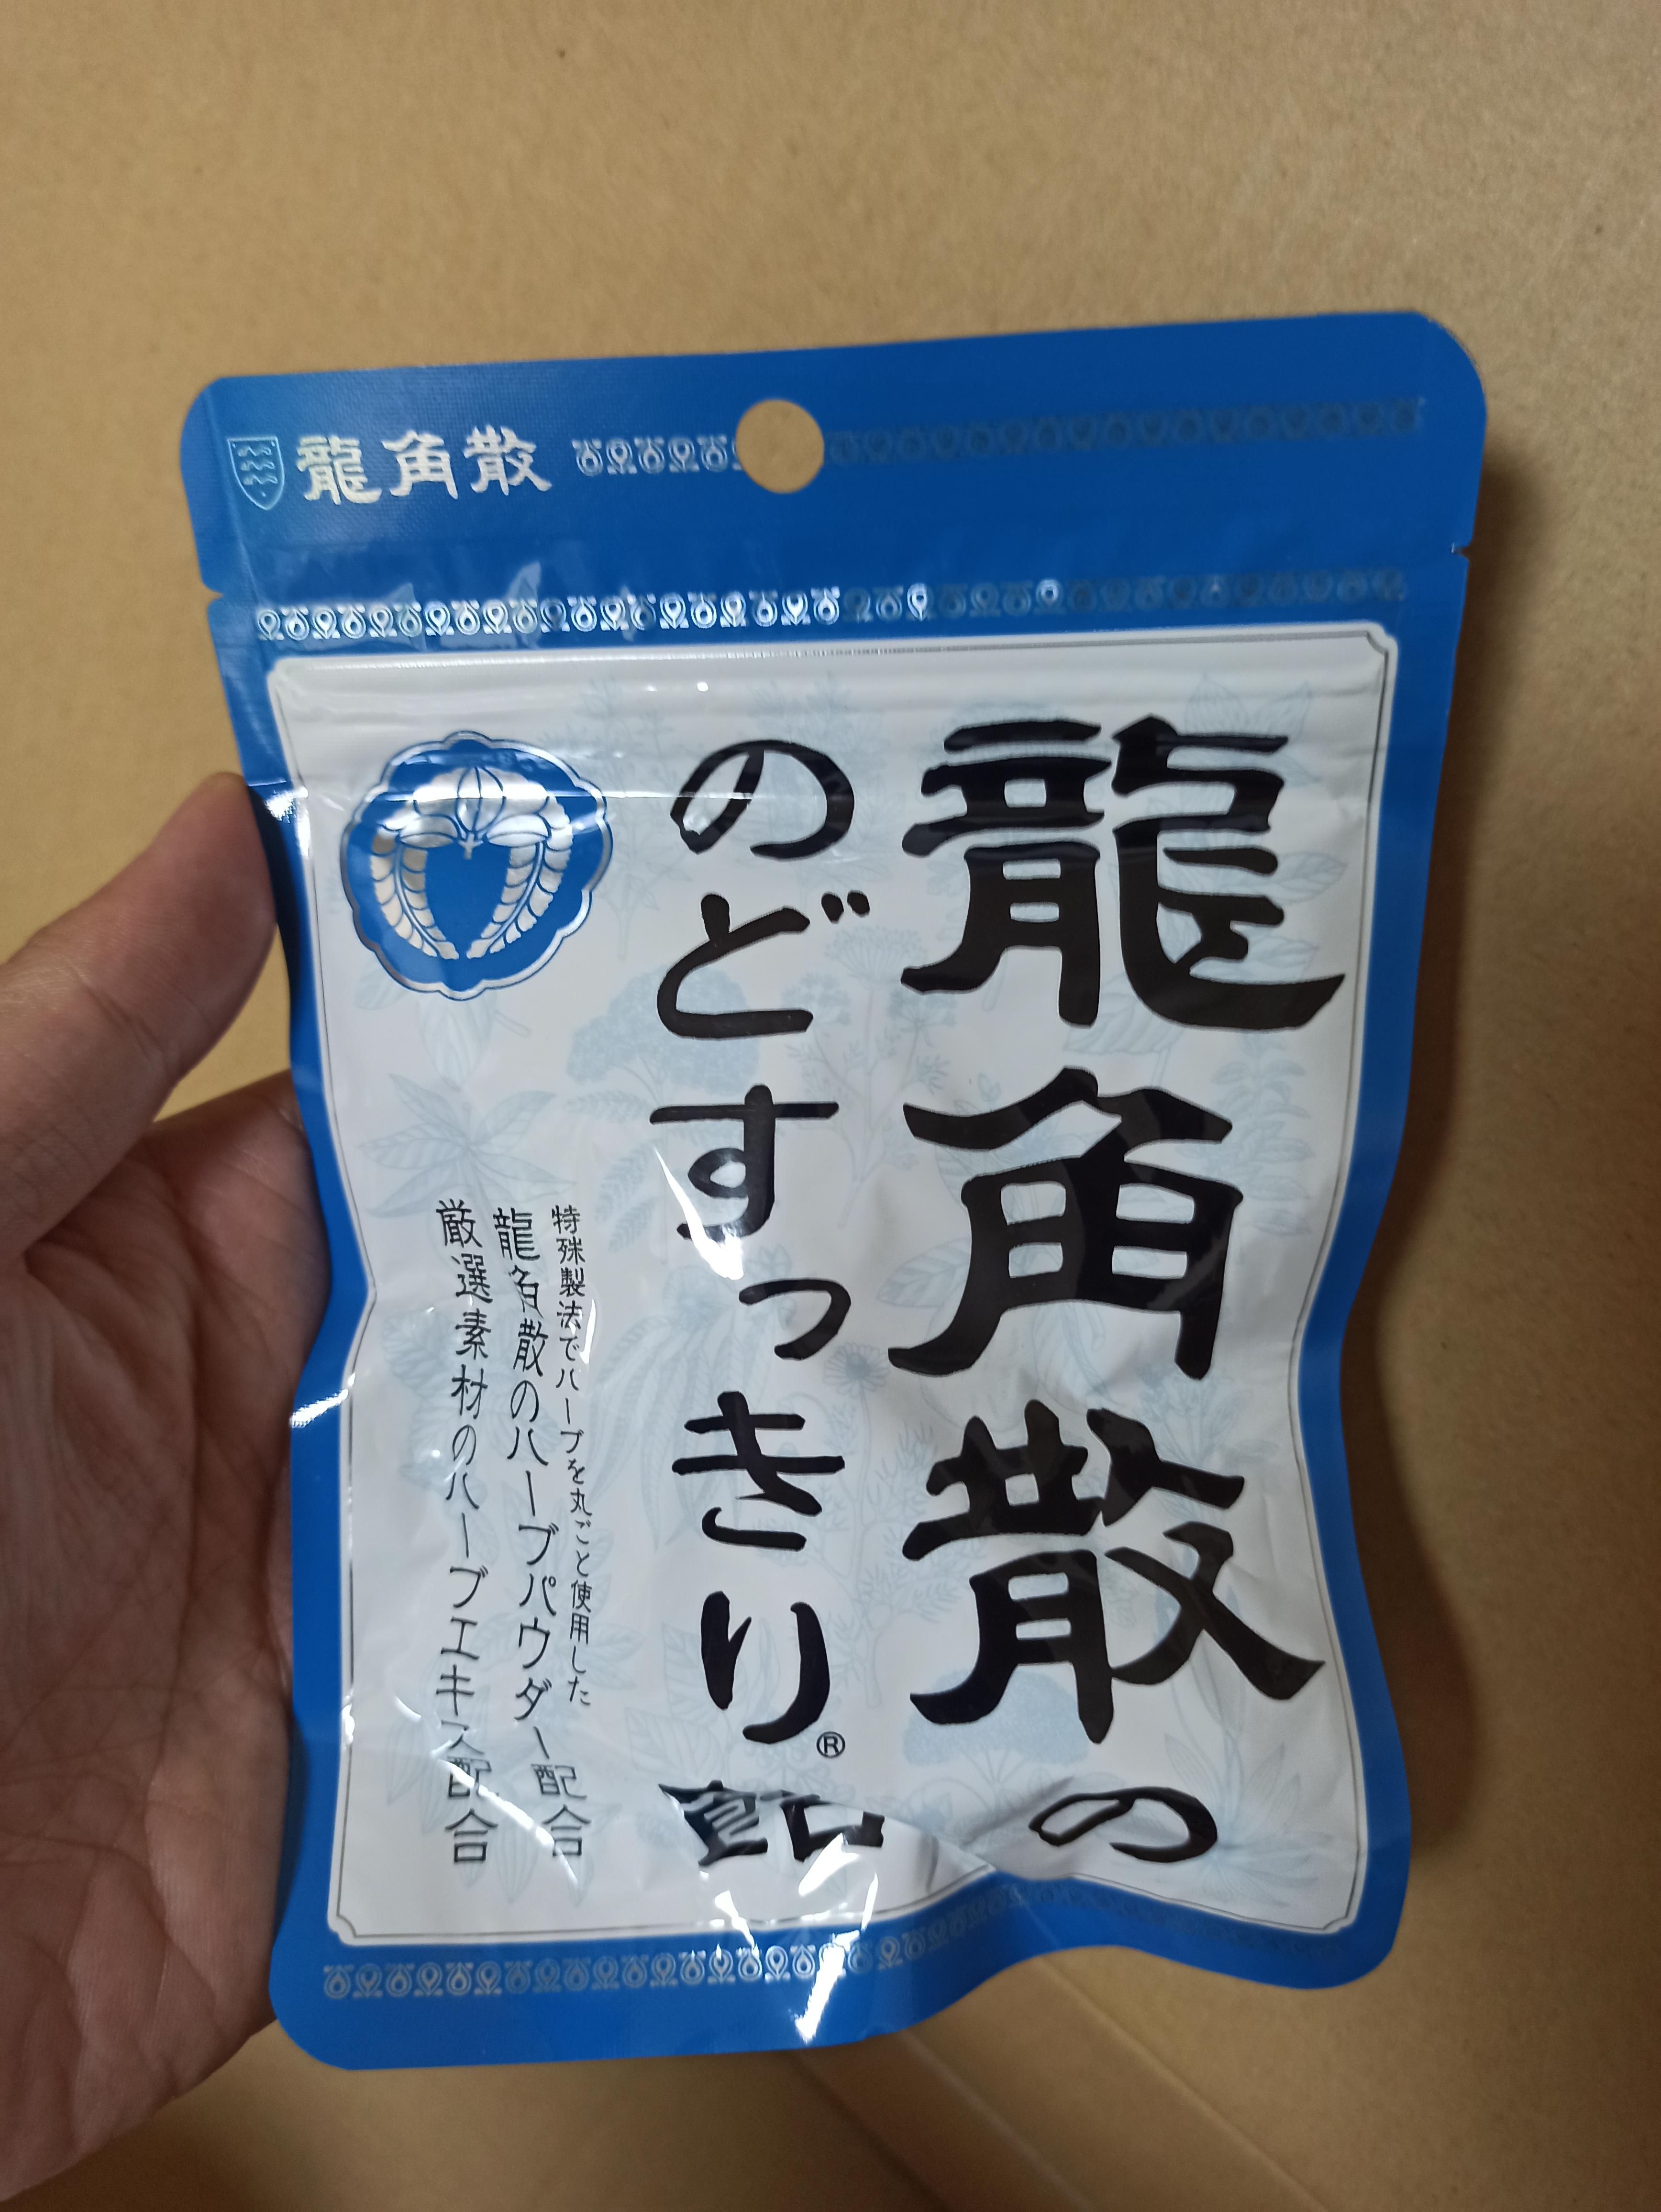 龍角散
龍角散の
のどすっきり®飴
特殊製法でハーブを丸ごと使用した
龍角散のハーブパウダー配合
厳選素材のハーブエキス配合